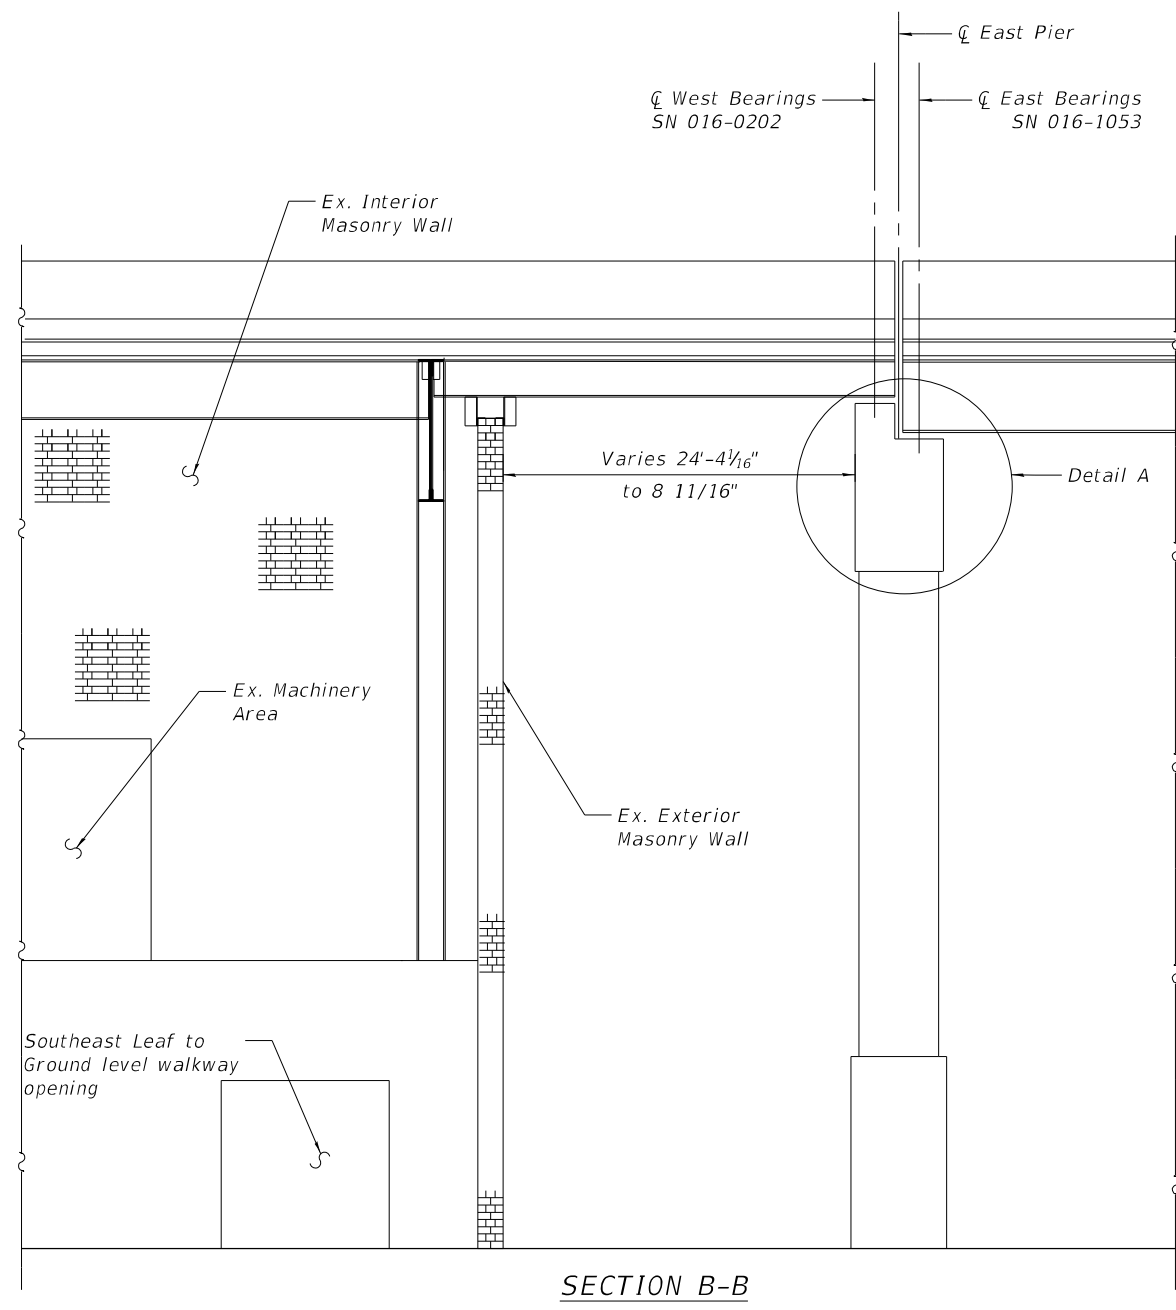 ℄ East Pier
℄ West Bearings
SN 016-0202
℄ East Bearings
SN 016-1053
Ex. Interior
Masonry Wall
Varies 24'-4 1/16"
to 8 11/16"
Detail A
Ex. Machinery
Area
Ex. Exterior
Masonry Wall
Southeast Leaf to
Ground level walkway
opening
SECTION B-B